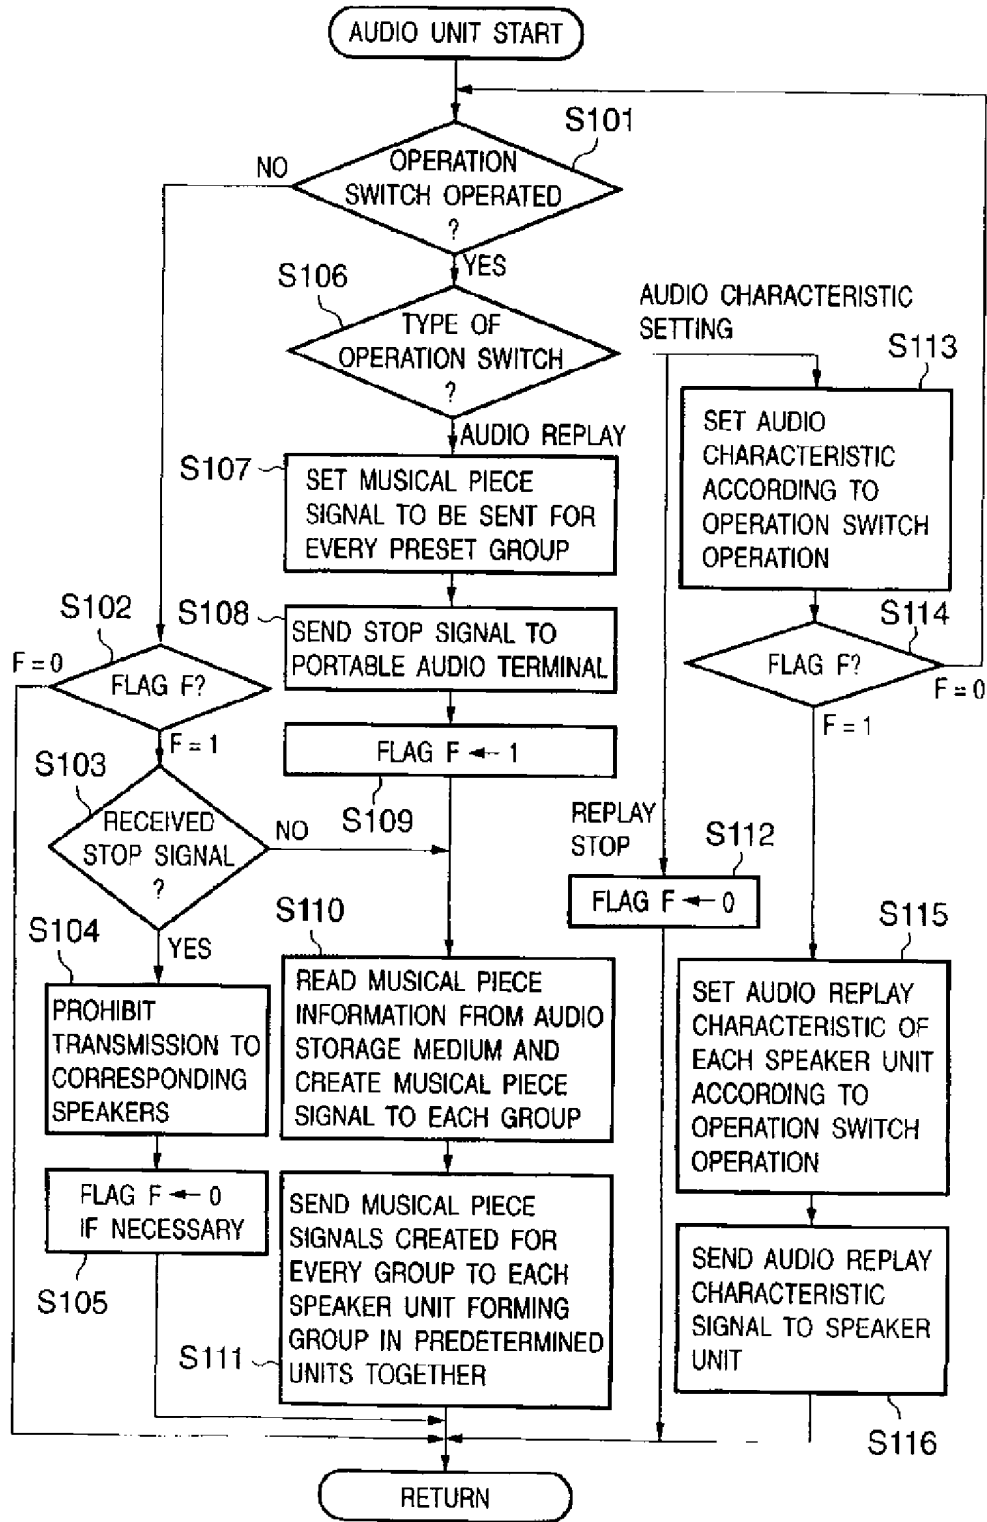 AUDIO UNIT START
S101
OPERATION
SWITCH OPERATED
?
NO
YES
S106
TYPE OF
OPERATION SWITCH
?
AUDIO CHARACTERISTIC
SETTING
AUDIO REPLAY
S107
SET MUSICAL PIECE
SIGNAL TO BE SENT FOR
EVERY PRESET GROUP
S113
SET AUDIO
CHARACTERISTIC
ACCORDING TO
OPERATION SWITCH
OPERATION
S102
F = 0
FLAG F?
F = 1
S108
SEND STOP SIGNAL TO
PORTABLE AUDIO TERMINAL
S114
FLAG F?
F = 0
F = 1
FLAG F ← 1
S109
S103
RECEIVED
STOP SIGNAL
?
NO
YES
REPLAY
STOP
S112
FLAG F ← 0
S104
PROHIBIT
TRANSMISSION TO
CORRESPONDING
SPEAKERS
S110
READ MUSICAL PIECE
INFORMATION FROM AUDIO
STORAGE MEDIUM AND
CREATE MUSICAL PIECE
SIGNAL TO EACH GROUP
S115
SET AUDIO REPLAY
CHARACTERISTIC OF
EACH SPEAKER UNIT
ACCORDING TO
OPERATION SWITCH
OPERATION
FLAG F ← 0
IF NECESSARY
S105
SEND MUSICAL PIECE
SIGNALS CREATED FOR
EVERY GROUP TO EACH
SPEAKER UNIT FORMING
GROUP IN PREDETERMINED
UNITS TOGETHER
S111
SEND AUDIO REPLAY
CHARACTERISTIC
SIGNAL TO SPEAKER
UNIT
S116
RETURN